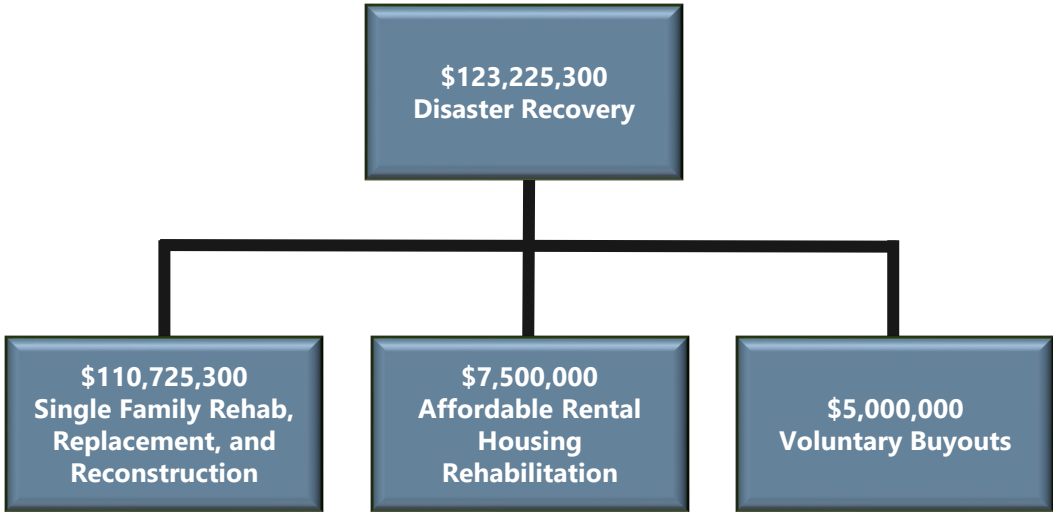 $123,225,300
Disaster Recovery
$110,725,300
Single Family Rehab,
Replacement, and
Reconstruction
$7,500,000
Affordable Rental
Housing
Rehabilitation
$5,000,000
Voluntary Buyouts